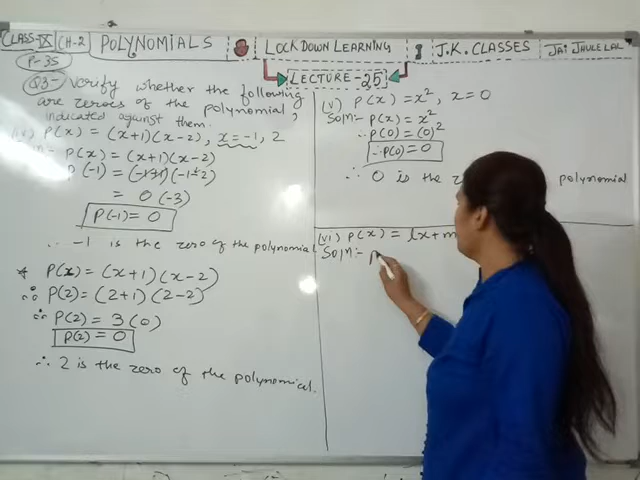 CLASS-IX CH-2 POLYNOMIALS LOCKDOWN LEARNING J.K. CLASSES JAI JHULELAL
P-35 LECTURE-25
Q3- Verify whether the following
are zeroes of the polynomial,
indicated against them.
(iv) P(x) = (x+1)(x-2), x=-1, 2
P(x) = (x+1)(x-2)
P(-1) = (-1+1)(-1-2)
= 0 (-3)
P(-1)=0
∴ -1 is the zero of the polynomial
* P(x) = (x+1)(x-2)
∴ P(2) = (2+1)(2-2)
∴ P(2) = 3(0)
P(2) = 0
∴ 2 is the zero of the polynomial.
(v) P(x) = x², x=0
Soln:- P(x) = x²
∴ P(0) = (0)²
∴ P(0) = 0
∴ 0 is the polynomial
(vi) P(x) = lx+m
Soln:-